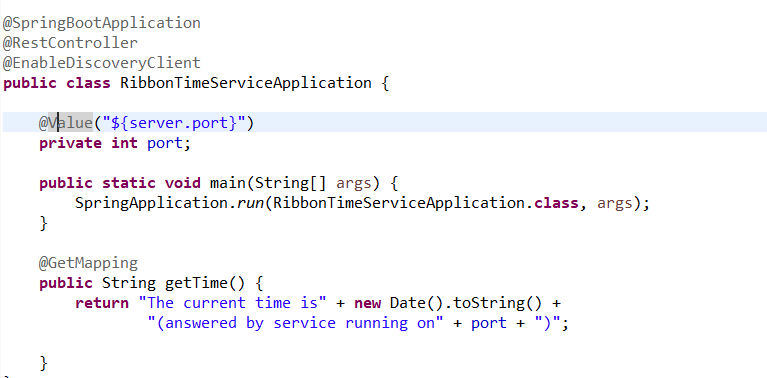 @SpringBootApplication
@RestController
@EnableDiscoveryClient
public class RibbonTimeServiceApplication {
@Value("${server.port}")
private int port;
public static void main(String[] args) {
SpringApplication.run(RibbonTimeServiceApplication.class, args);
}
@GetMapping
public String getTime() {
return "The current time is" + new Date().toString() +
"(answered by service running on" + port + ")";
}